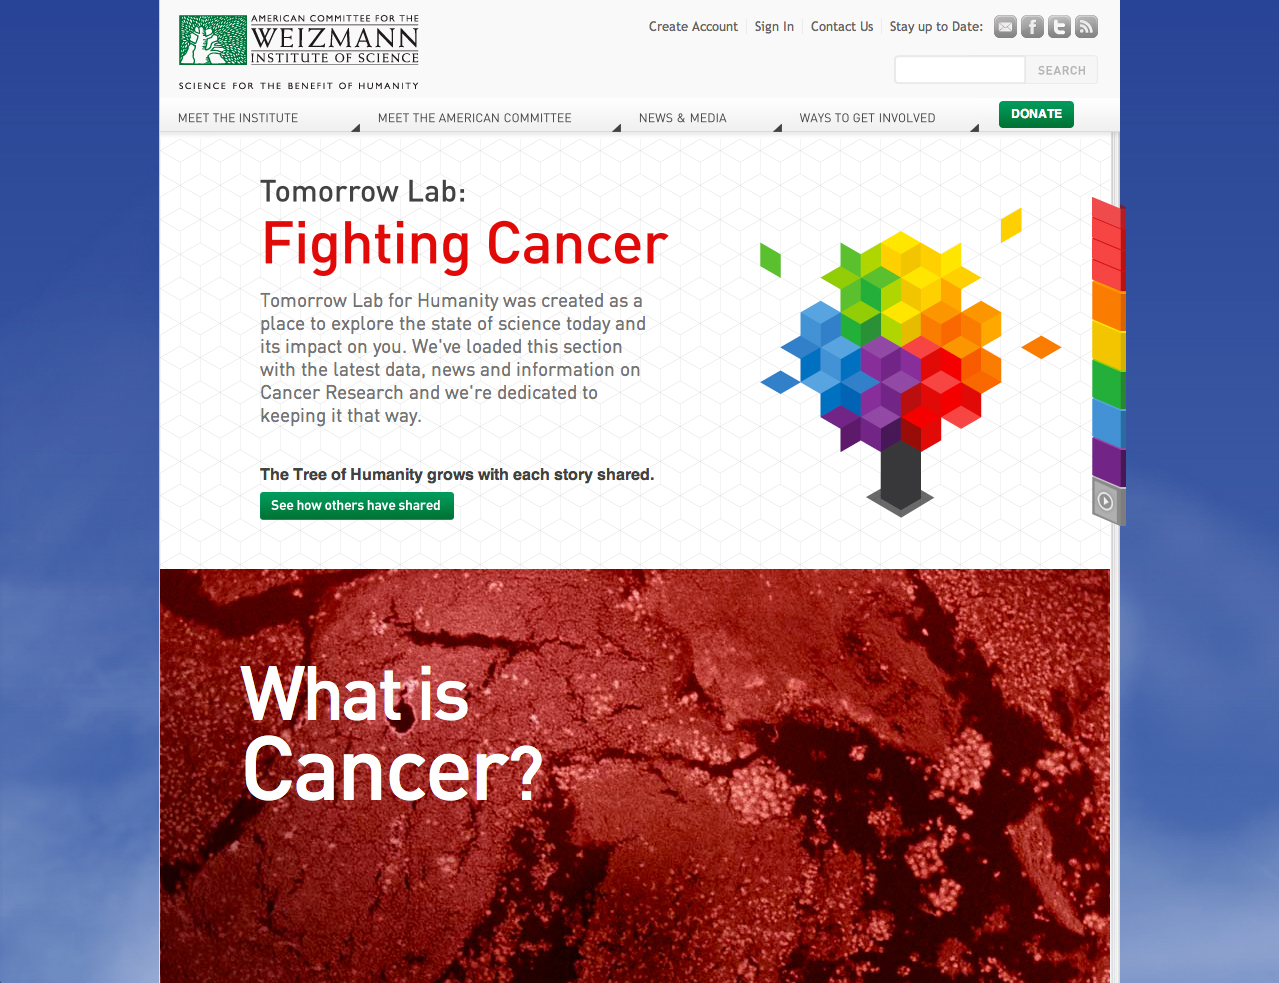 AMERICAN COMMITTEE FOR THE
WEIZMANN
INSTITUTE OF SCIENCE
SCIENCE FOR THE BENEFIT OF HUMANITY
Create Account
Sign In
Contact Us
Stay up to Date:
SEARCH
MEET THE INSTITUTE
MEET THE AMERICAN COMMITTEE
NEWS & MEDIA
WAYS TO GET INVOLVED
DONATE
Tomorrow Lab:
Fighting Cancer
Tomorrow Lab for Humanity was created as a
place to explore the state of science today and
its impact on you. We've loaded this section
with the latest data, news and information on
Cancer Research and we're dedicated to
keeping it that way.
The Tree of Humanity grows with each story shared.
See how others have shared
What is
Cancer?